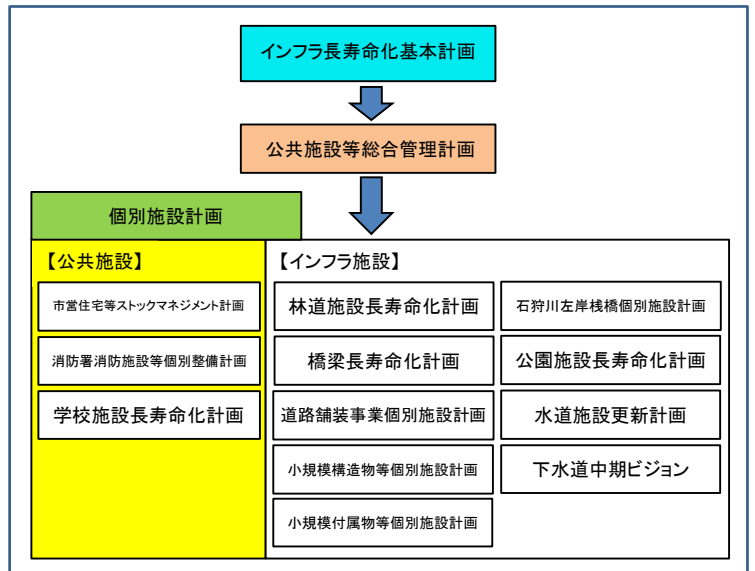 インフラ長寿命化基本計画
公共施設等総合管理計画
個別施設計画
【公共施設】
市営住宅等ストックマネジメント計画
消防署消防施設等個別整備計画
学校施設長寿命化計画
【インフラ施設】
林道施設長寿命化計画
橋梁長寿命化計画
道路舗装事業個別施設計画
小規模構造物等個別施設計画
小規模付属物等個別施設計画
石狩川左岸桟橋個別施設計画
公園施設長寿命化計画
水道施設更新計画
下水道中期ビジョン